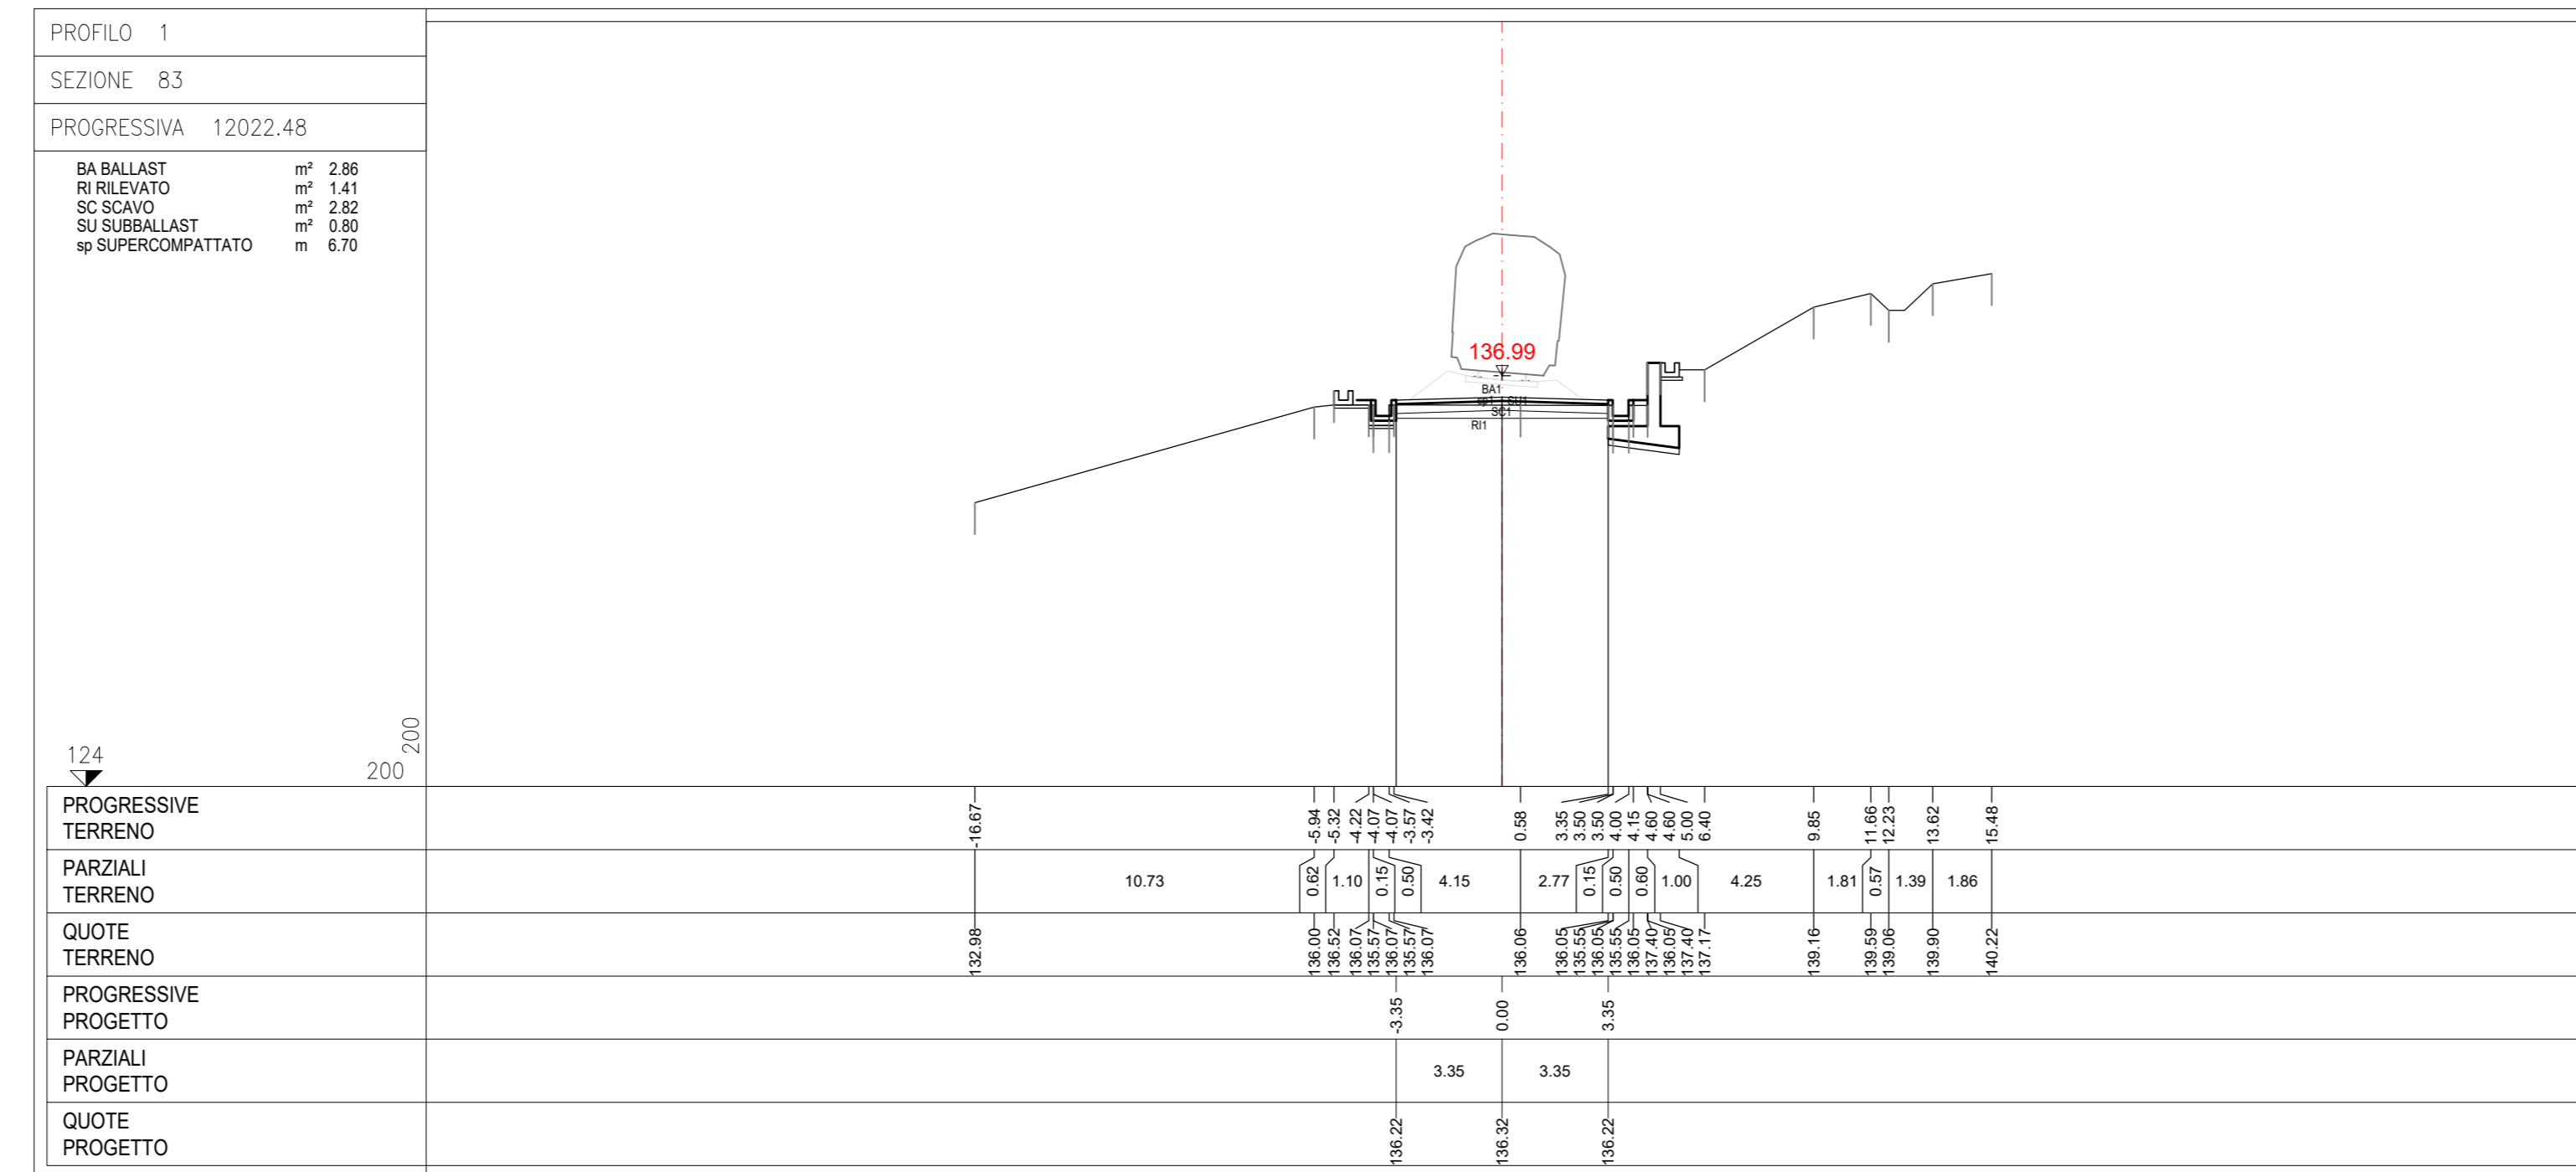 PROFILO 1
SEZIONE 83
PROGRESSIVA 12022.48
BA BALLAST m² 2.86
RI RILEVATO m² 1.41
SC SCAVO m² 2.82
SU SUBBALLAST m² 0.80
sp SUPERCOMPATTATO m 6.70
136.99
BA1
sp1 SU1
SC1
RI1
200
124
200
PROGRESSIVE
TERRENO
-16.67 -5.94 -5.32 -4.22 -4.07 -4.07 -3.57 -3.42 0.58 3.35 3.50 3.50 4.00 4.15 4.60 4.60 5.00 6.40 9.85 11.66 12.23 13.62 15.48
PARZIALI
TERRENO
10.73 0.62 1.10 0.15 0.50 4.15 2.77 0.15 0.50 0.60 1.00 4.25 1.81 0.57 1.39 1.86
QUOTE
TERRENO
132.98 136.00 136.52 136.07 135.57 136.07 135.57 136.07 136.06 136.05 135.55 136.05 135.55 136.05 137.40 136.05 137.40 137.17 139.16 139.59 139.06 139.90 140.22
PROGRESSIVE
PROGETTO
-3.35 0.00 3.35
PARZIALI
PROGETTO
3.35 3.35
QUOTE
PROGETTO
136.22 136.32 136.22